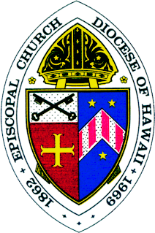 EPISCOPAL CHURCH
DIOCESE OF HAWAII
1862
1969